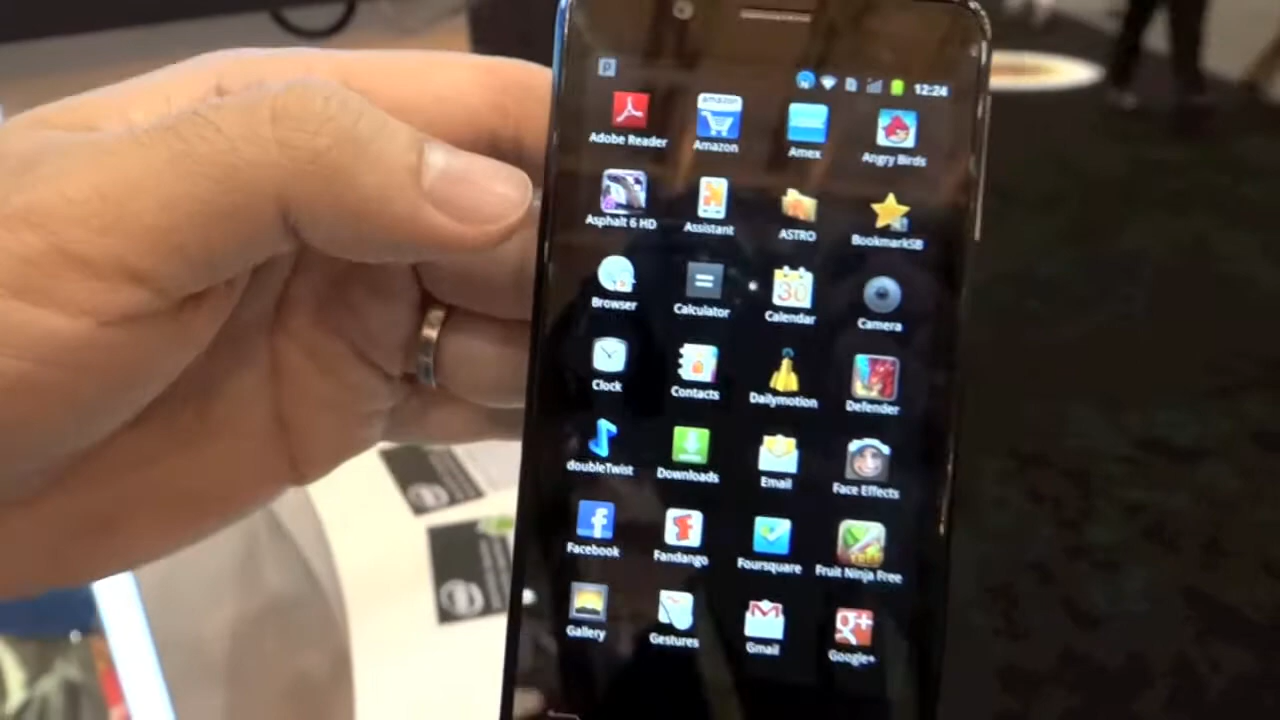 12:24
Adobe Reader
amazon
Amazon
Amex
Angry Birds
Asphalt 6 HD
Assistant
ASTRO
BookmarkSB
Browser
Calculator
30
Calendar
Camera
Clock
Contacts
Dailymotion
Defender
doubleTwist
Downloads
Email
Face Effects
f
Facebook
Fandango
Foursquare
FREE
Fruit Ninja Free
Gallery
Gestures
Gmail
g+
Google+